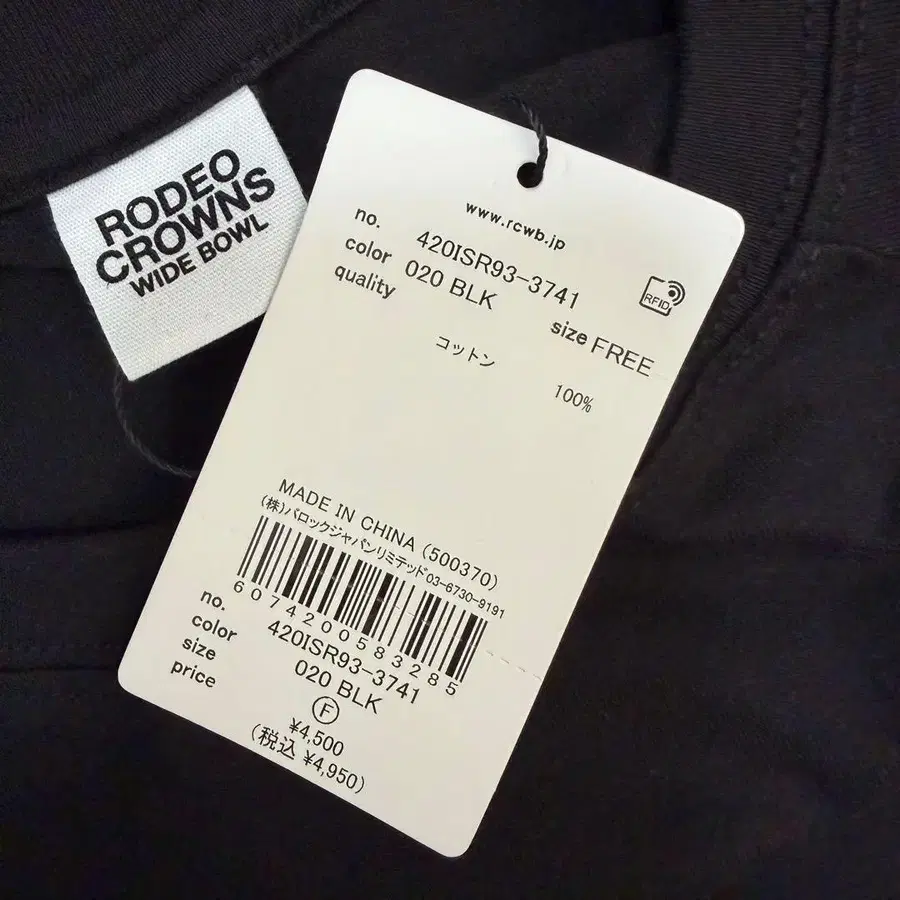 RODEO
CROWNS
WIDE BOWL
www.rcwb.jp
no. 420ISR93-3741
color 020 BLK
quality size FREE
コットン 100%
RFID
MADE IN CHINA (500370)
(株)バロックジャパンリミテッド03-6730-9191
6074200583285
no. 420ISR93-3741
color 020 BLK
size F
price ¥4,500
(税込 ¥4,950)